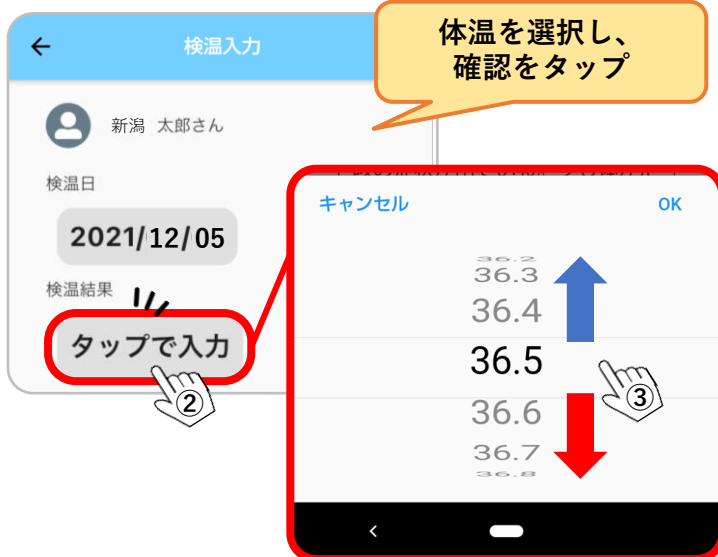 検温入力
体温を選択し、
確認をタップ
新潟 太郎さん
検温日
2021/12/05
検温結果
タップで入力
②
キャンセル
OK
36.2
36.3
36.4
36.5
36.6
36.7
36.8
③